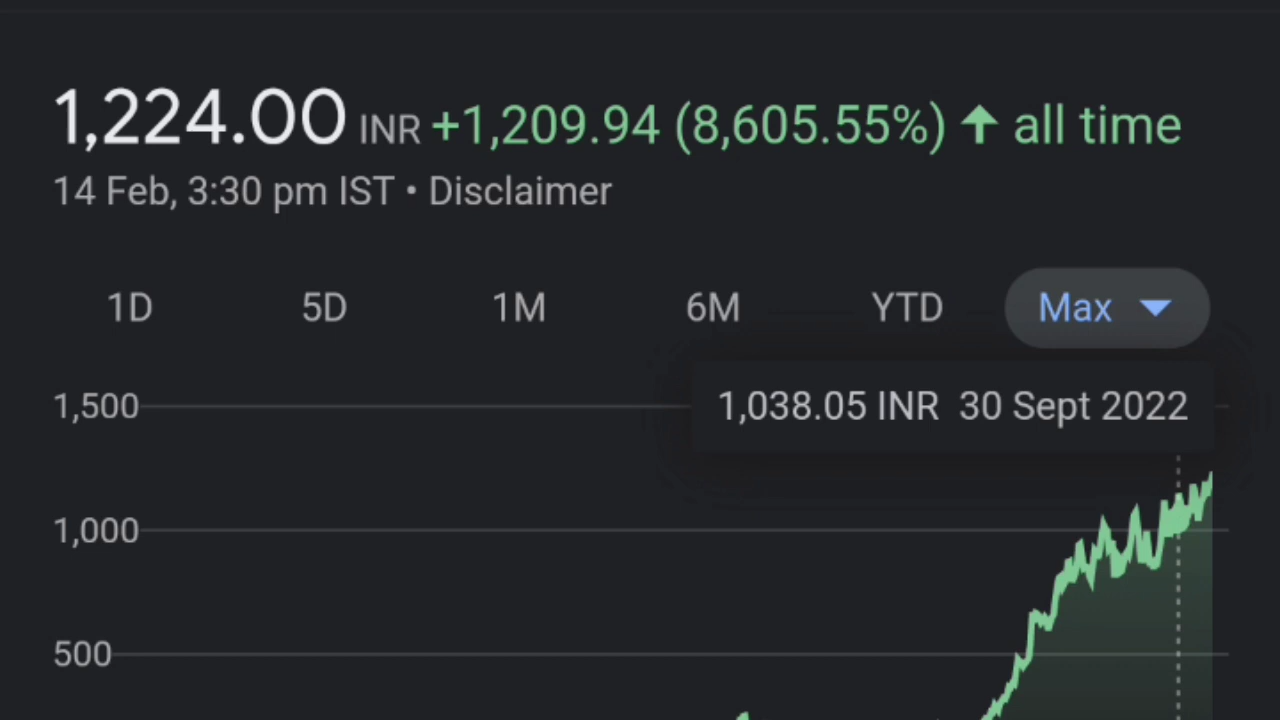 1,224.00 INR +1,209.94 (8,605.55%) ↑ all time
14 Feb, 3:30 pm IST • Disclaimer
1D 5D 1M 6M YTD Max
1,500
1,038.05 INR 30 Sept 2022
1,000
500